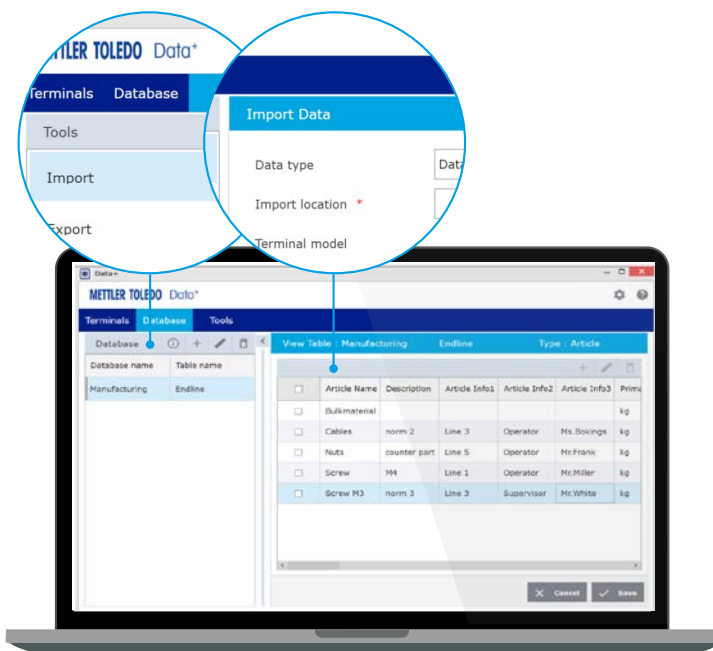 METTLER TOLEDO Data+
Terminals Database
Tools
Import
Export
Import Data
Data type Data
Import location *
Terminal model
Data+
METTLER TOLEDO Data+
Terminals Database Tools
Database
View Table : Manufacturing Endline Type : Article
Database name Table name
Manufacturing Endline
Article Name Description Article Info1 Article Info2 Article Info3 Prima
Bulkmaterial kg
Cables norm 2 Line 3 Operator Ms.Bokings kg
Nuts counter part Line 5 Operator Mr.Frank kg
Screw M4 Line 1 Operator Mr.Miller kg
Screw M3 norm 3 Line 3 Supervisor Mr.White kg
Cancel Save